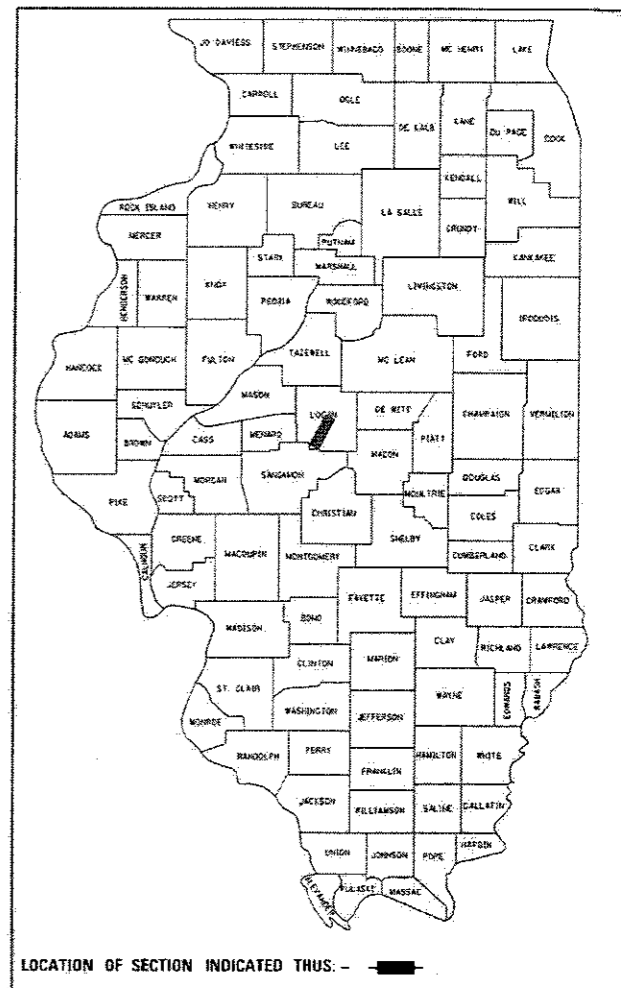 JO DAVIESS STEPHENSON WINNEBAGO BOONE MC HENRY LAKE
CARROLL OGLE
DE KALB KANE DU PAGE COOK
WHITESIDE LEE
KENDALL WILL
ROCK ISLAND HENRY BUREAU LA SALLE GRUNDY
MERCER PUTNAM
STARK MARSHALL KANKAKEE
HENDERSON WARREN KNOX PEORIA WOODFORD LIVINGSTON IROQUOIS
HANCOCK MC DONOUGH FULTON TAZEWELL MC LEAN FORD
MASON
SCHUYLER LOGAN DE WITT CHAMPAIGN VERMILION
ADAMS BROWN CASS MENARD PIATT
MACON
SANGAMON
PIKE SCOTT MORGAN MOULTRIE DOUGLAS EDGAR
CHRISTIAN COLES
CALHOUN GREENE MACOUPIN MONTGOMERY SHELBY CLARK
CUMBERLAND
JERSEY FAYETTE EFFINGHAM JASPER CRAWFORD
MADISON BOND
CLAY RICHLAND LAWRENCE
CLINTON MARION
ST. CLAIR WAYNE EDWARDS WABASH
WASHINGTON JEFFERSON
MONROE
RANDOLPH PERRY HAMILTON WHITE
FRANKLIN
JACKSON WILLIAMSON SALINE GALLATIN
UNION JOHNSON POPE HARDIN
ALEXANDER PULASKI MASSAC
LOCATION OF SECTION INDICATED THUS: -